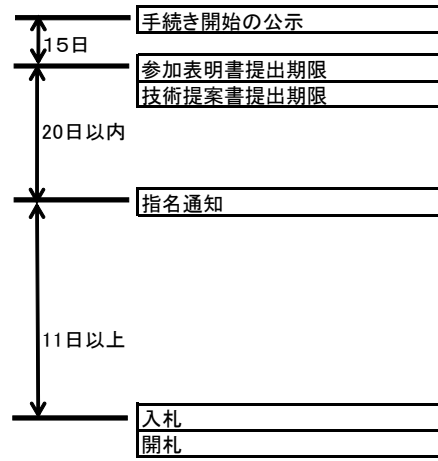 手続き開始の公示
15日
参加表明書提出期限
技術提案書提出期限
20日以内
指名通知
11日以上
入札
開札